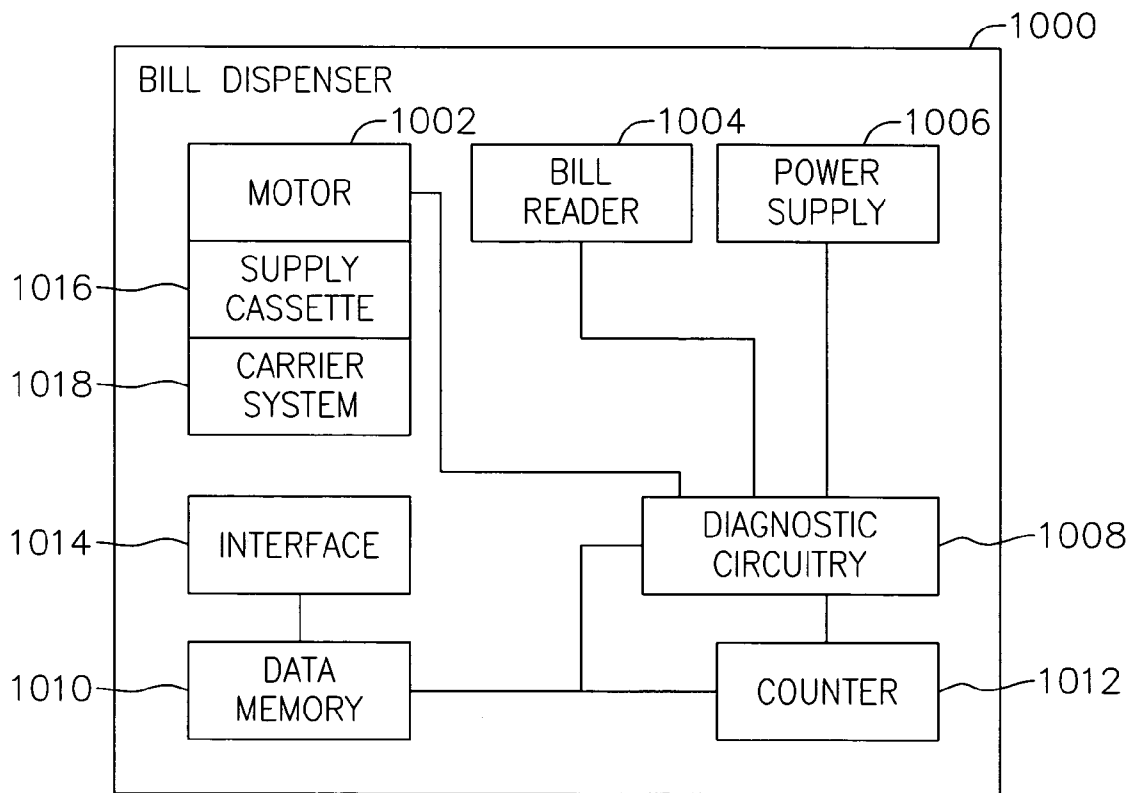 1000
BILL DISPENSER
1002
1004
1006
MOTOR
BILL
READER
POWER
SUPPLY
1016
SUPPLY
CASSETTE
1018
CARRIER
SYSTEM
1014
INTERFACE
DIAGNOSTIC
CIRCUITRY
1008
1010
DATA
MEMORY
COUNTER
1012